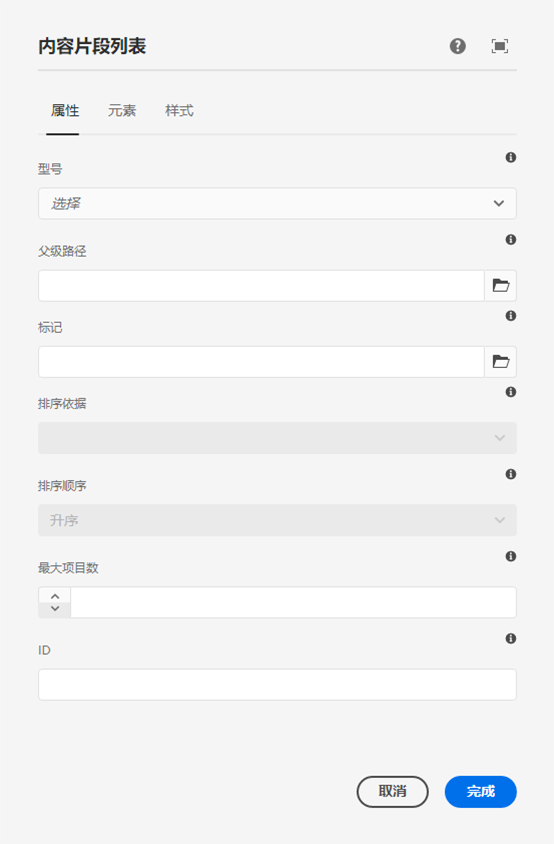 内容片段列表
属性 元素 样式
型号
选择
父级路径
标记
排序依据
排序顺序
升序
最大项目数
ID
取消 完成